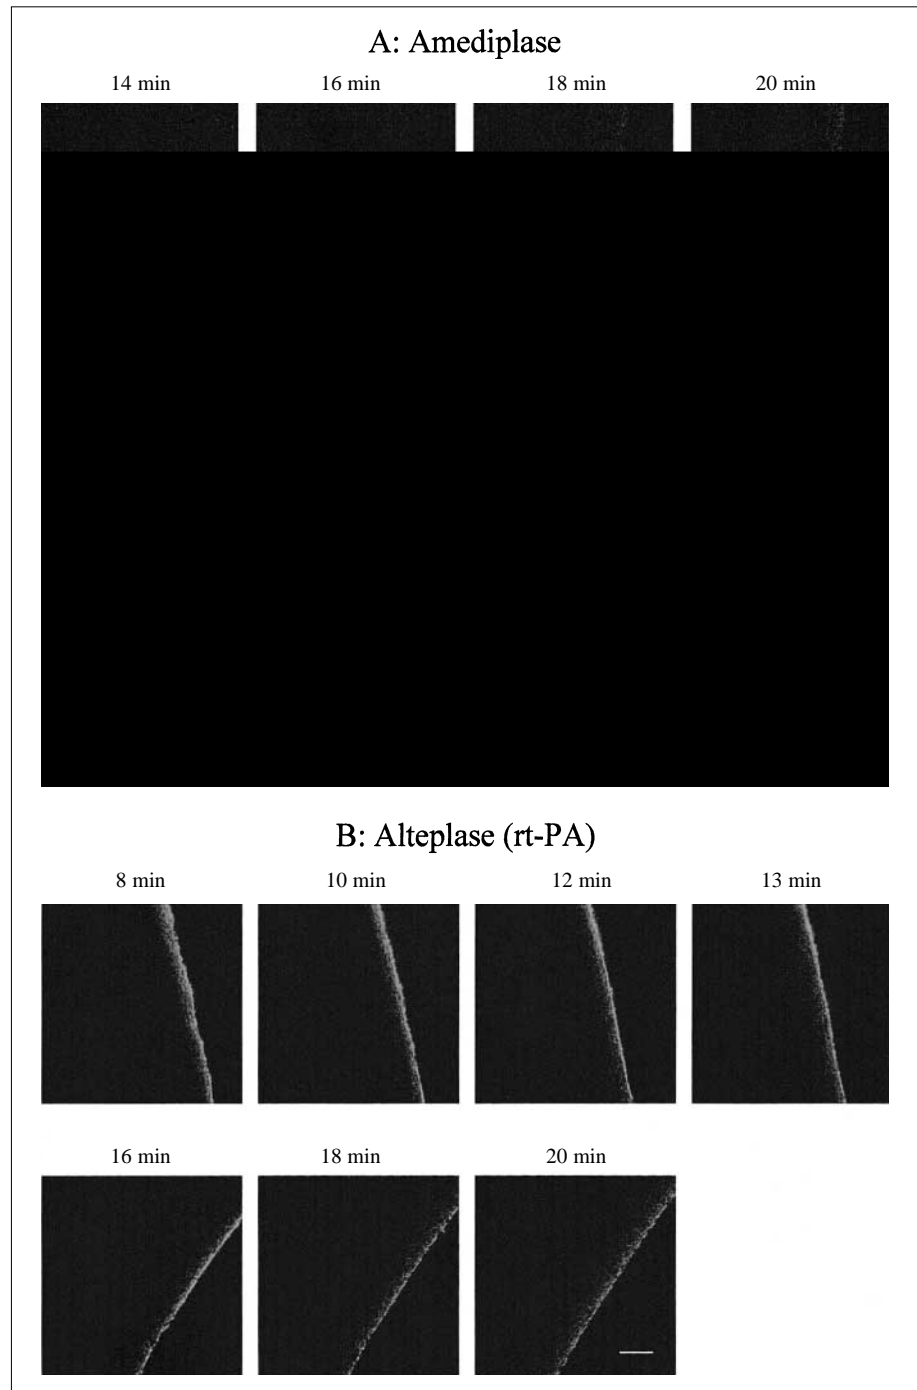 A: Amediplase
14 min 16 min 18 min 20 min
B: Alteplase (rt-PA)
8 min 10 min 12 min 13 min
16 min 18 min 20 min